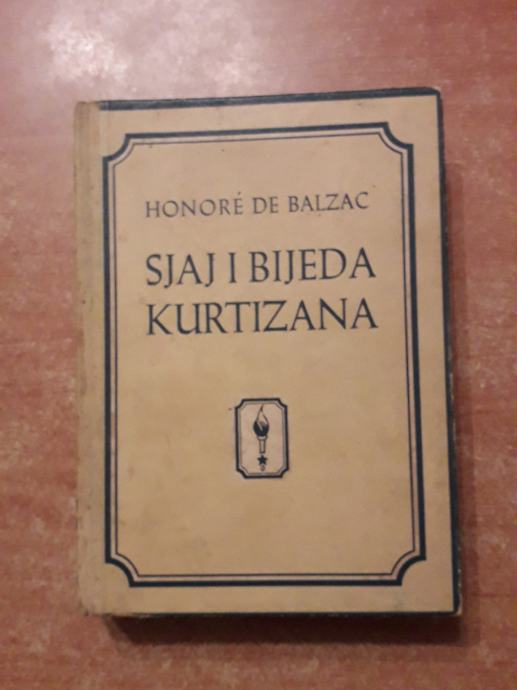 HONORÉ DE BALZAC
SJAJ I BIJEDA
KURTIZANA